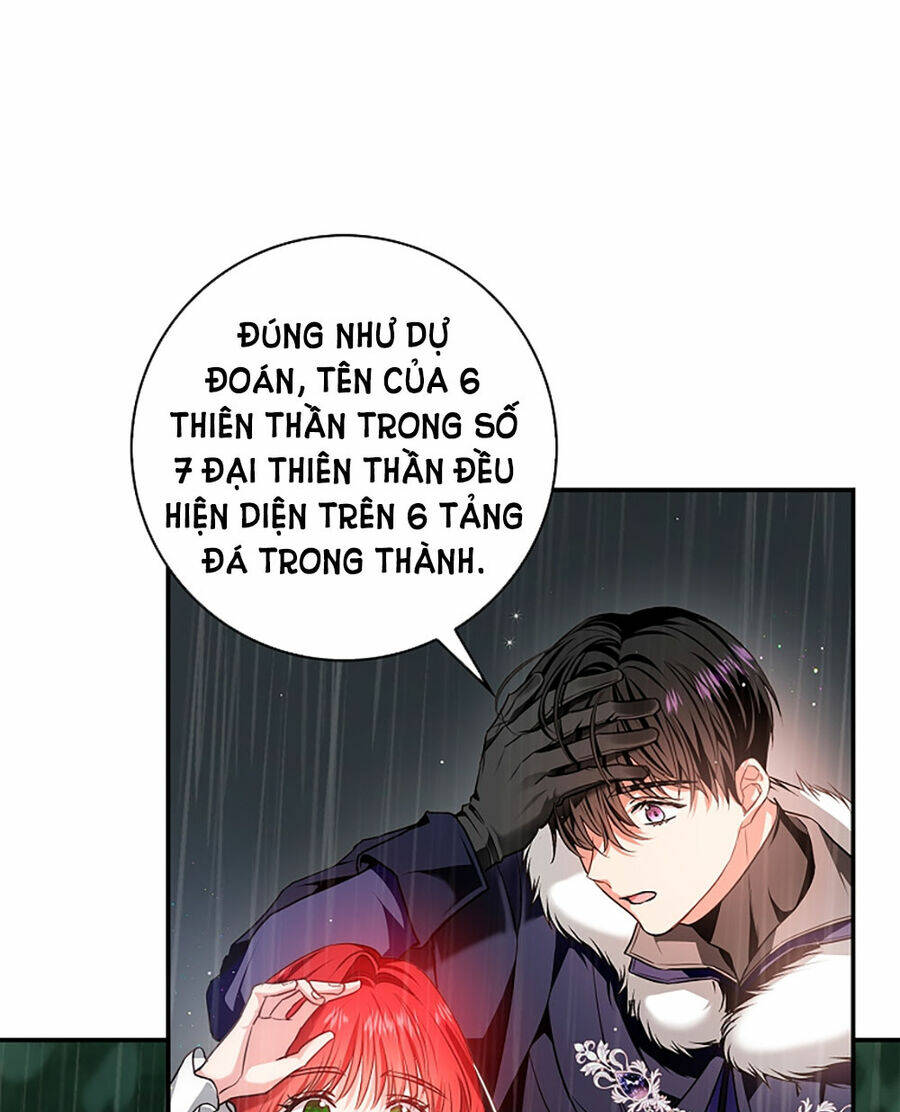 ĐÚNG NHƯ DỰ
ĐOÁN, TÊN CỦA 6
THIÊN THẦN TRONG SỐ
7 ĐẠI THIÊN THẦN ĐỀU
HIỆN DIỆN TRÊN 6 TẢNG
ĐÁ TRONG THÀNH.